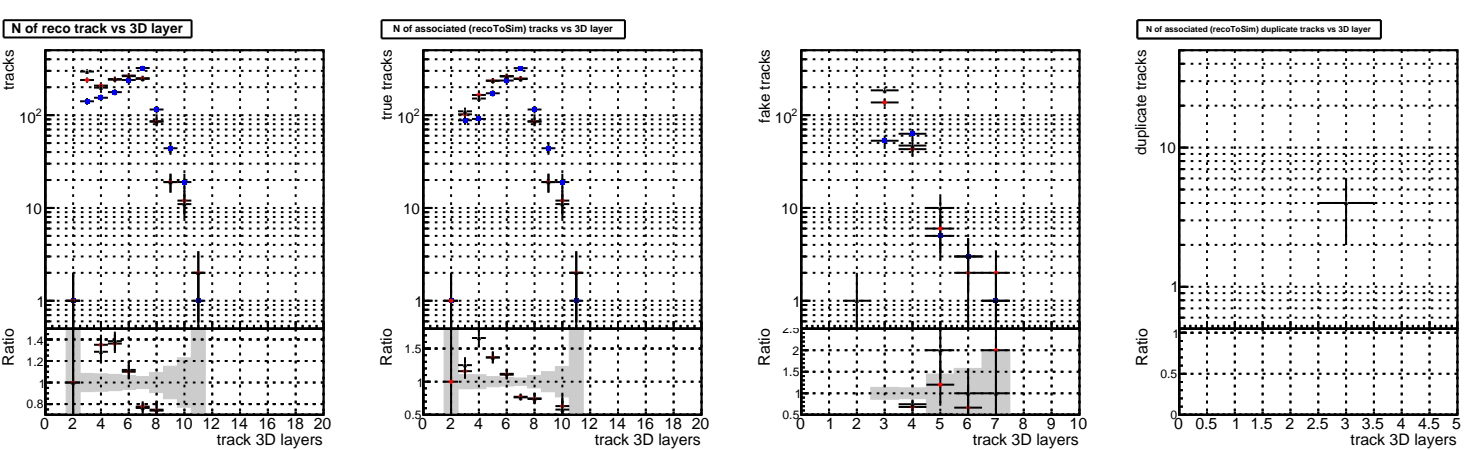 N of reco track vs 3D layer
tracks
10²
10
1
Ratio
1.4
1.2
1
0.8
0 2 4 6 8 10 12 14 16 18 20
track 3D layers
N of associated (recoToSim) tracks vs 3D layer
true tracks
10²
10
1
Ratio
1.5
1
0.5
0 2 4 6 8 10 12 14 16 18 20
track 3D layers
fake tracks
10²
10
1
Ratio
2.5
2
1.5
1
0.5
0 1 2 3 4 5 6 7 8 9 10
track 3D layers
N of associated (recoToSim) duplicate tracks vs 3D layer
duplicate tracks
10
1
Ratio
1
0.5
0
0 0.5 1 1.5 2 2.5 3 3.5 4 4.5 5
track 3D layers